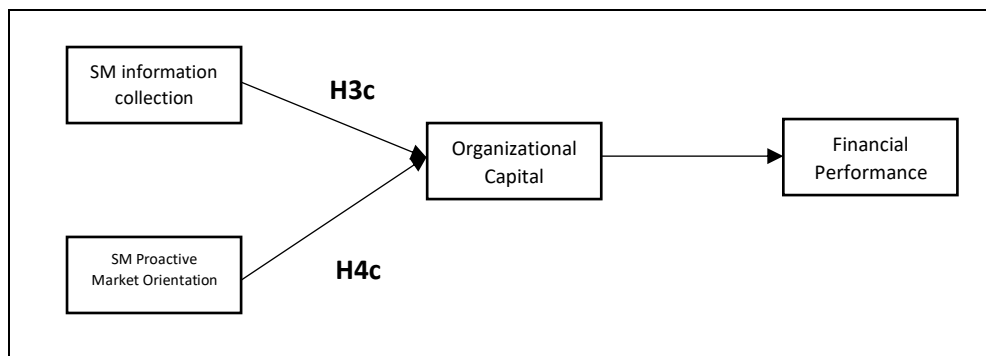 SM information
collection
H3c
Organizational
Capital
Financial
Performance
SM Proactive
Market Orientation
H4c